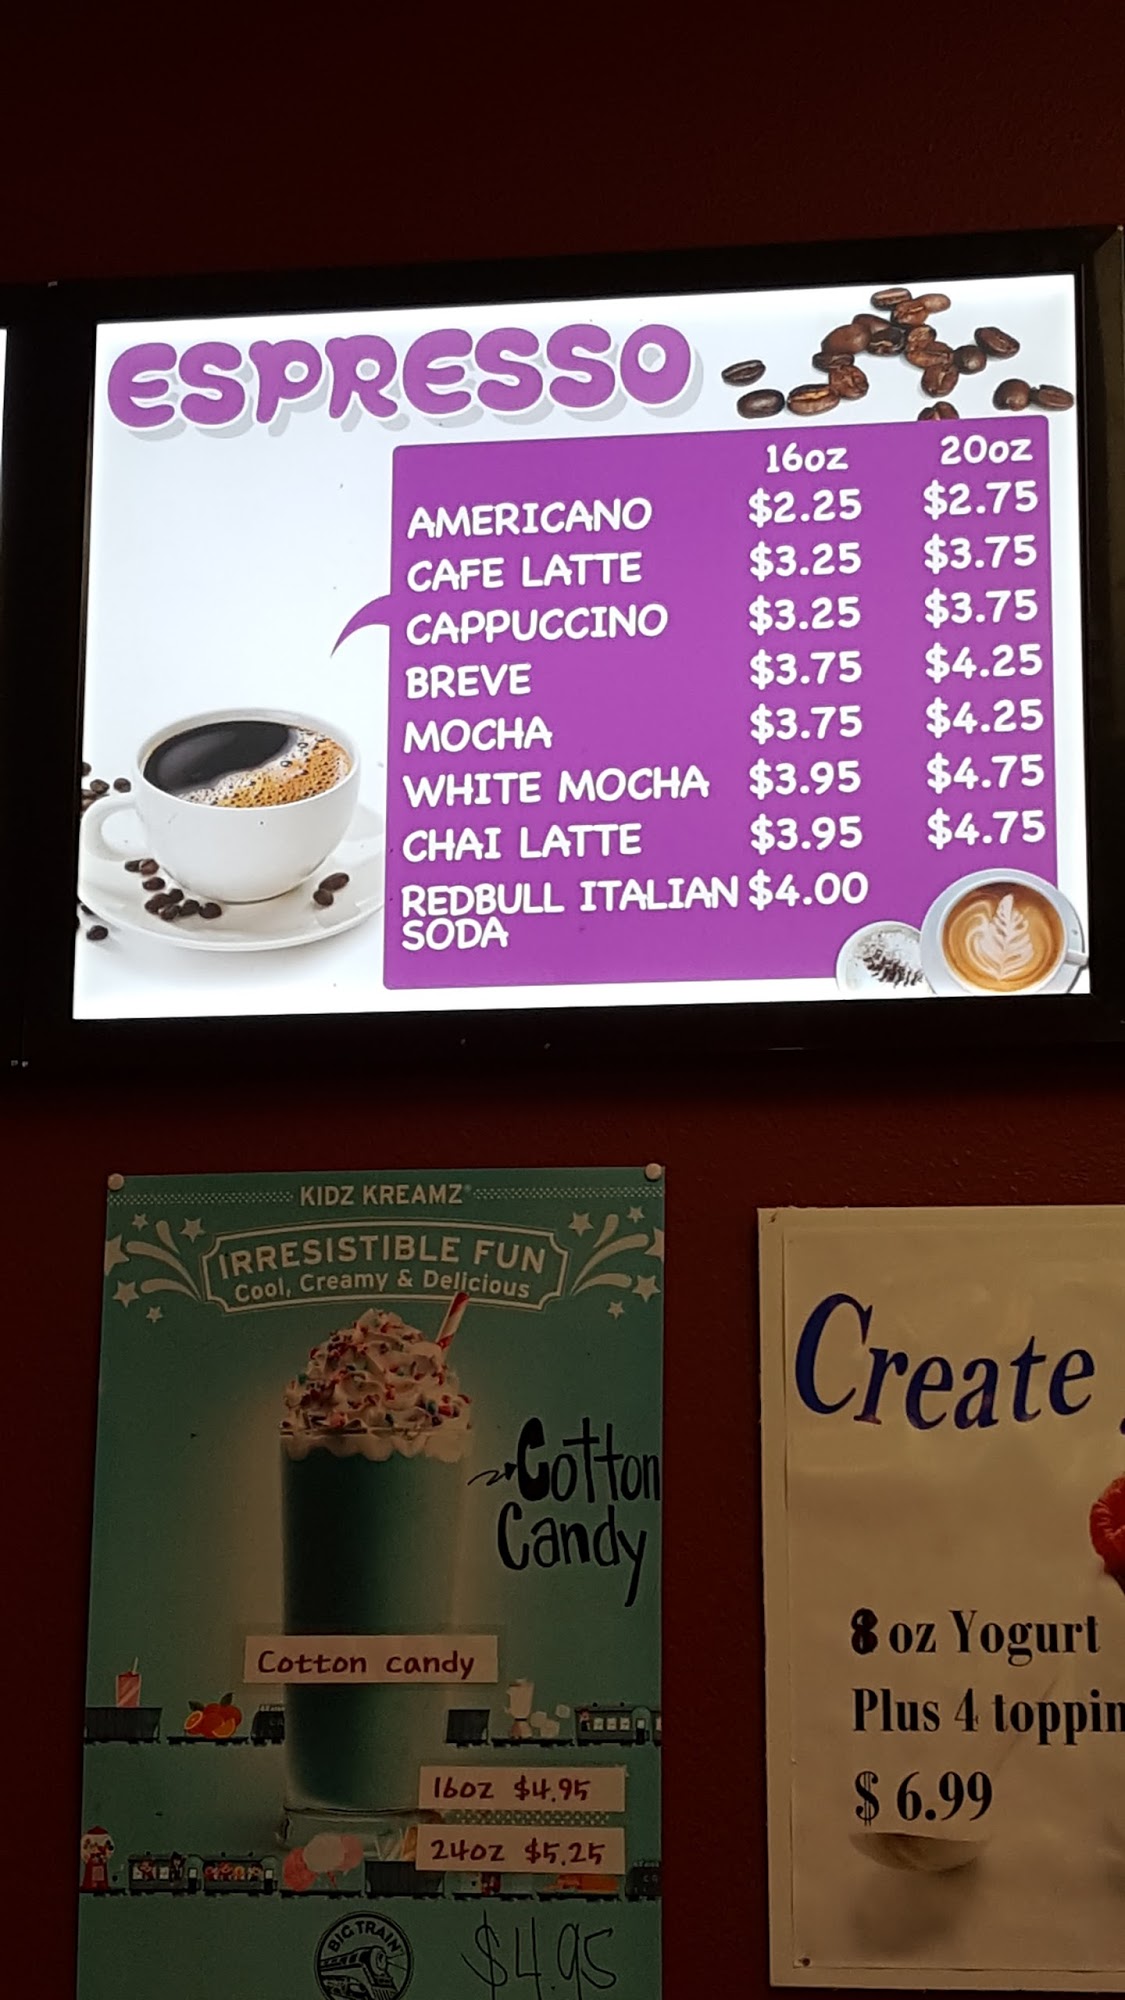 ESPRESSO
16oz 20oz
AMERICANO $2.25 $2.75
CAFE LATTE $3.25 $3.75
CAPPUCCINO $3.25 $3.75
BREVE $3.75 $4.25
MOCHA $3.75 $4.25
WHITE MOCHA $3.95 $4.75
CHAI LATTE $3.95 $4.75
REDBULL ITALIAN $4.00
SODA
KIDZ KREAMZ
IRRESISTIBLE FUN
Cool, Creamy & Delicious
Cotton
Candy
Cotton candy
16oz $4.95
24oz $5.25
BIG TRAIN
$4.95
Create
8 oz Yogurt
Plus 4 toppin
$ 6.99